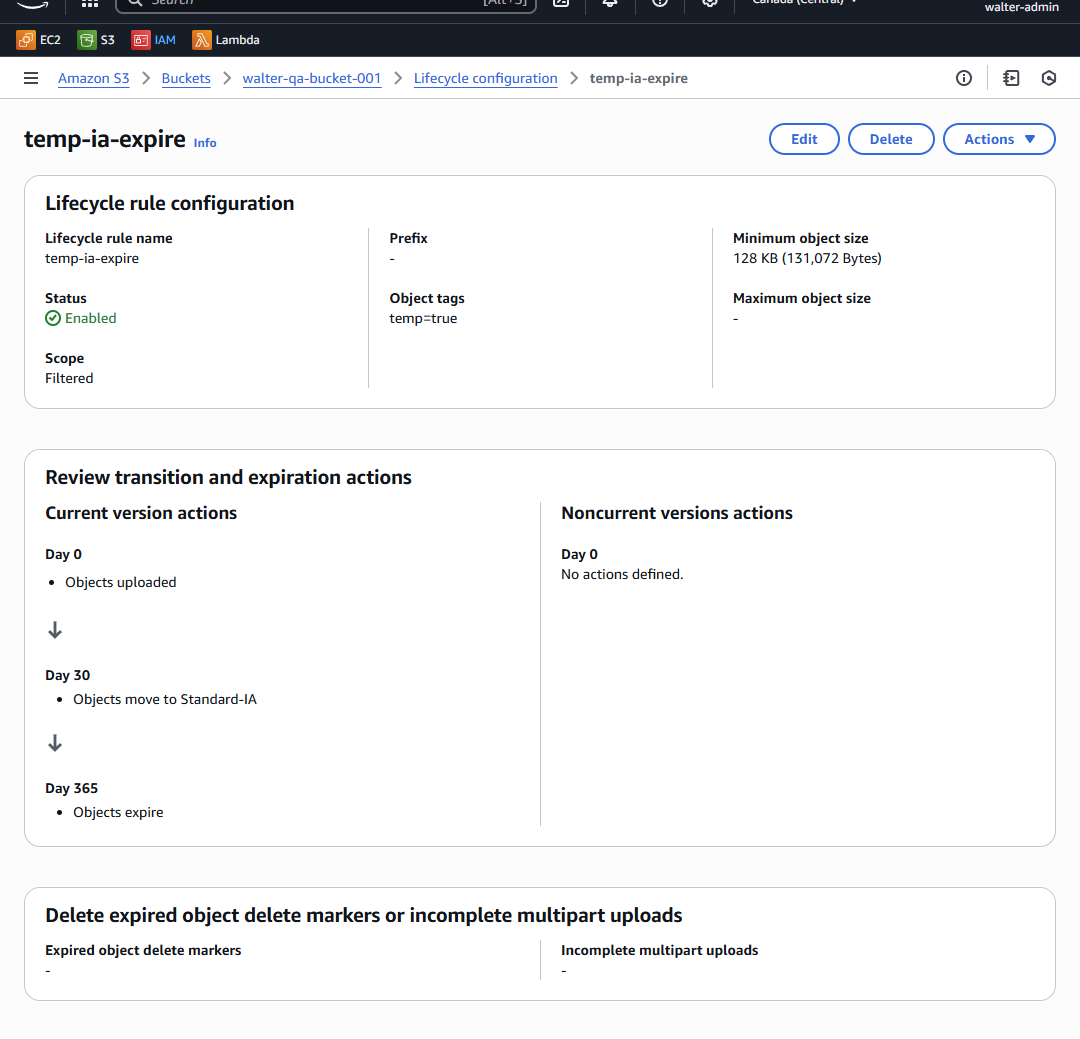 Search [Alt+S] Canada (Central)
walter-admin
EC2 S3 IAM Lambda
Amazon S3 Buckets walter-qa-bucket-001 Lifecycle configuration temp-ia-expire
temp-ia-expire Info Edit Delete Actions
Lifecycle rule configuration
Lifecycle rule name
temp-ia-expire
Status
Enabled
Scope
Filtered
Prefix
-
Object tags
temp=true
Minimum object size
128 KB (131,072 Bytes)
Maximum object size
-
Review transition and expiration actions
Current version actions
Day 0
• Objects uploaded
Day 30
• Objects move to Standard-IA
Day 365
• Objects expire
Noncurrent versions actions
Day 0
No actions defined.
Delete expired object delete markers or incomplete multipart uploads
Expired object delete markers
-
Incomplete multipart uploads
-